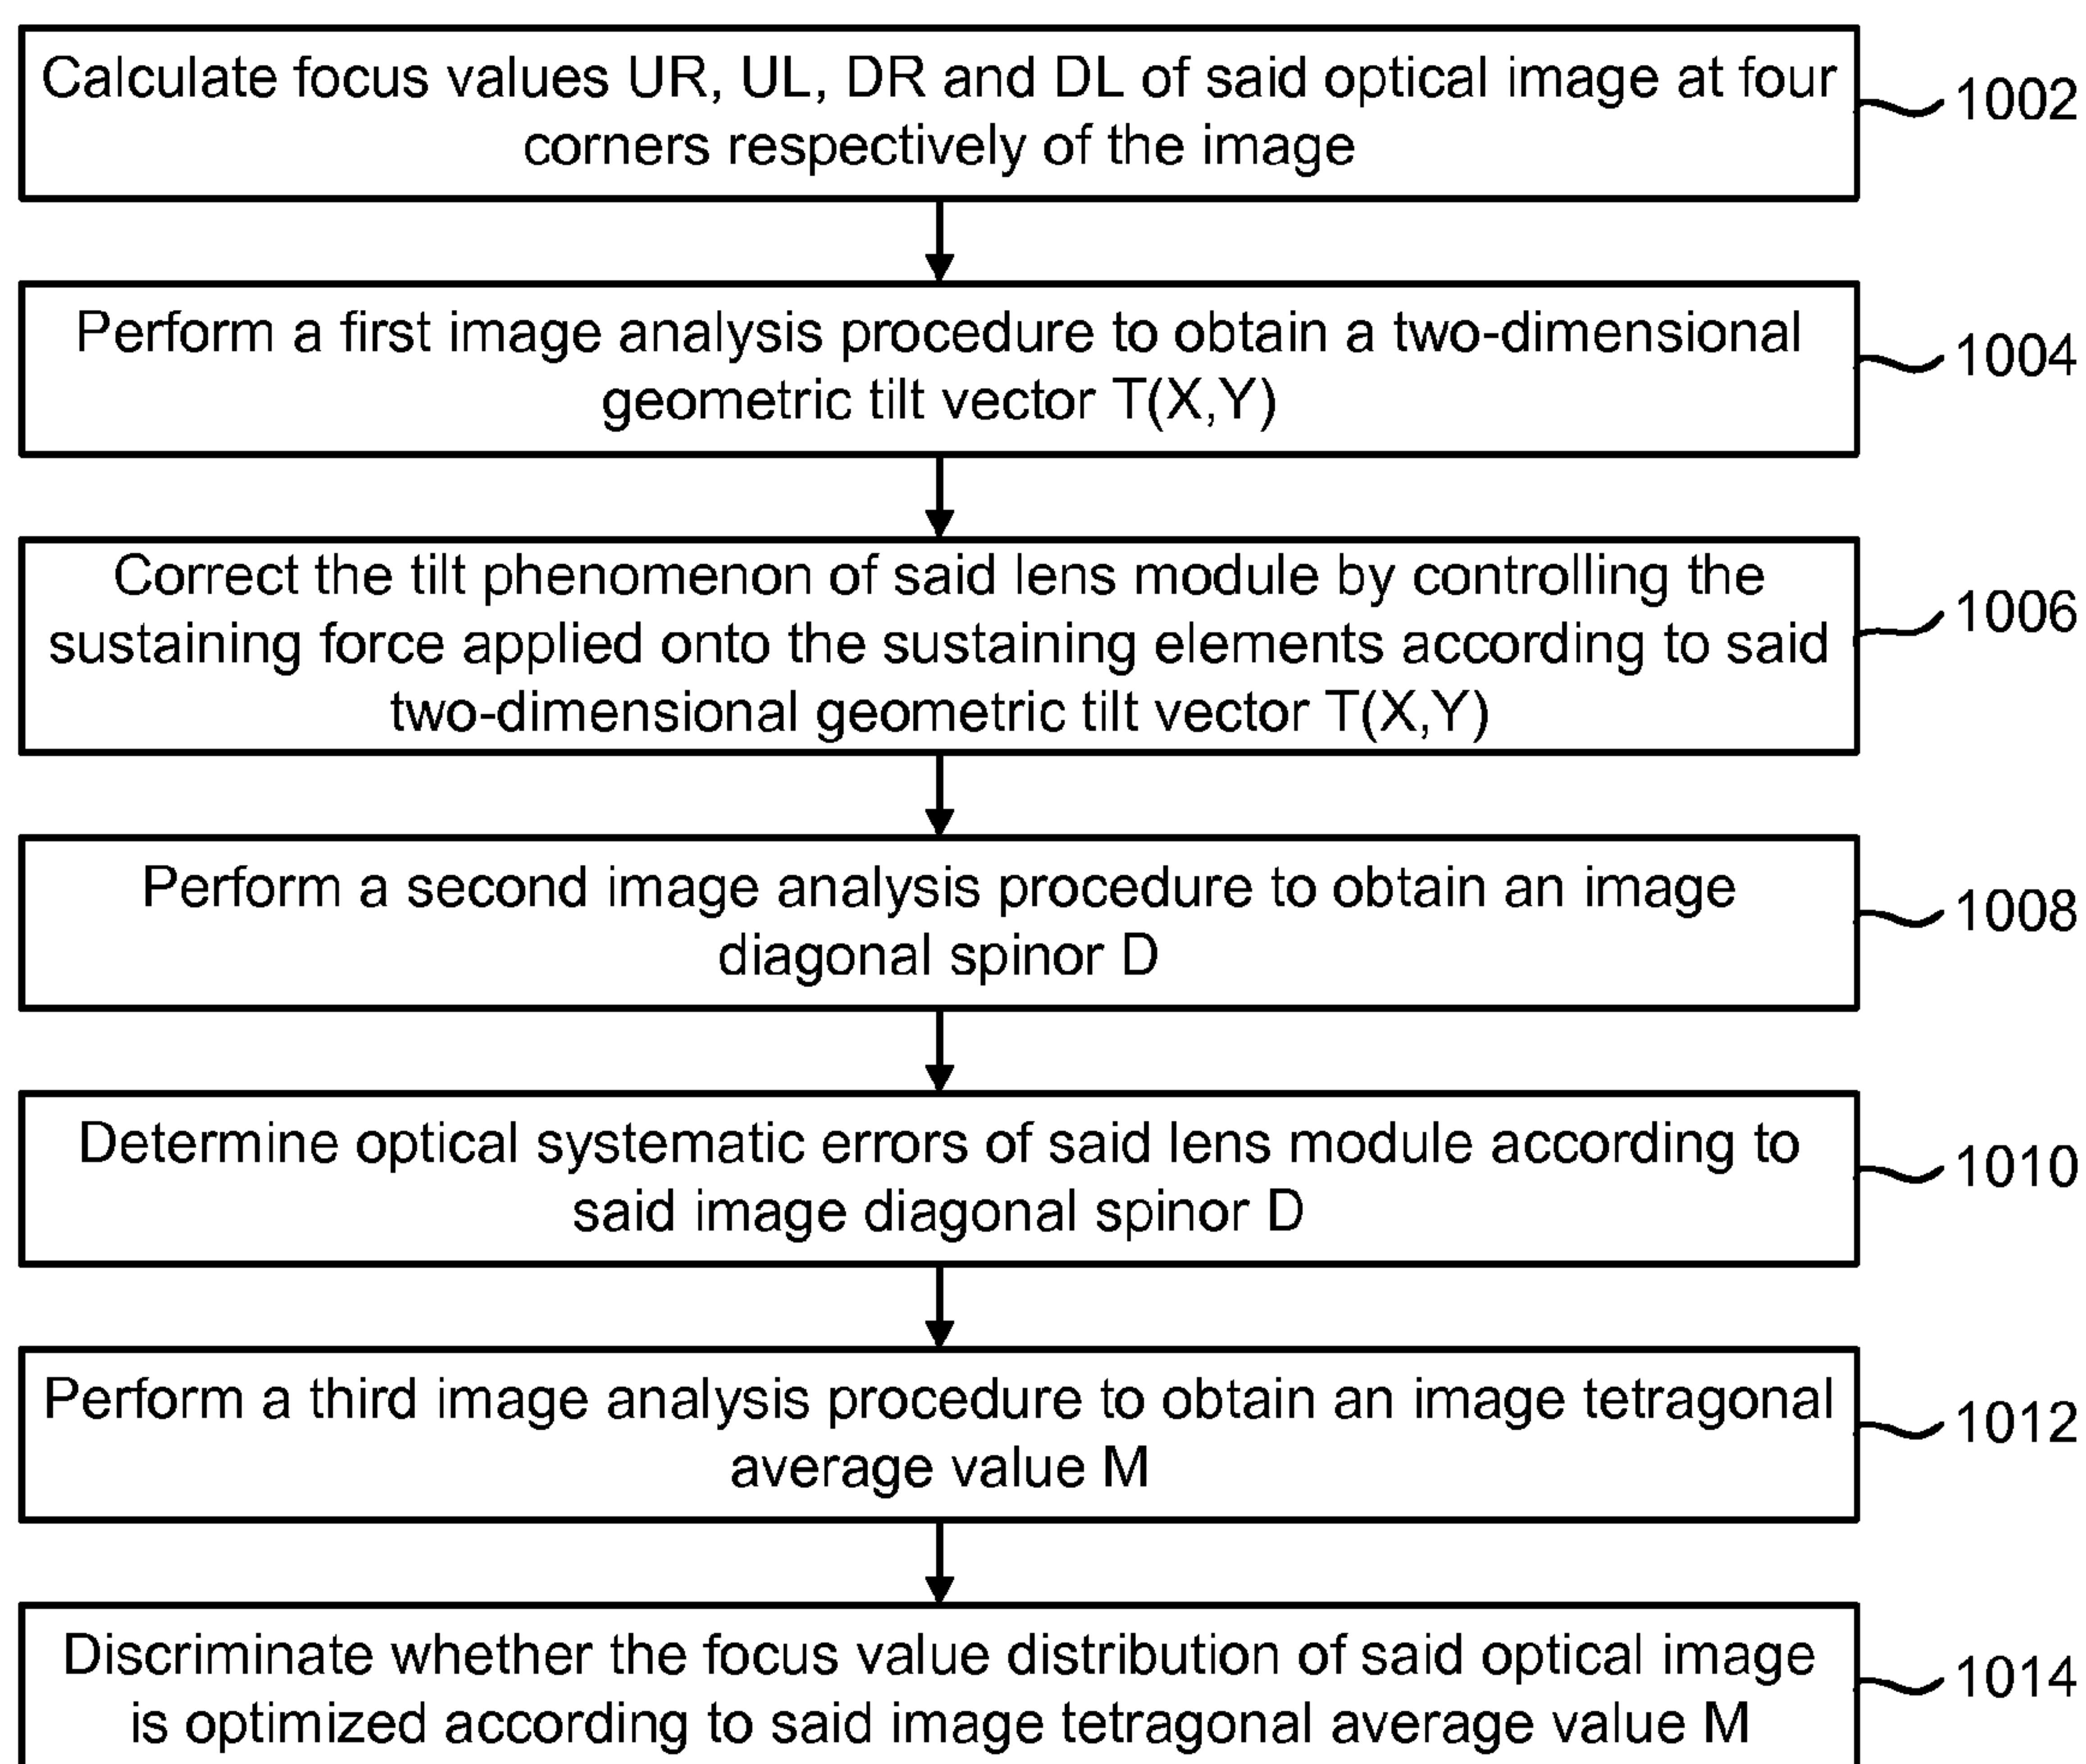 Calculate focus values UR, UL, DR and DL of said optical image at four
corners respectively of the image
1002
Perform a first image analysis procedure to obtain a two-dimensional
geometric tilt vector T(X,Y)
1004
Correct the tilt phenomenon of said lens module by controlling the
sustaining force applied onto the sustaining elements according to said
two-dimensional geometric tilt vector T(X,Y)
1006
Perform a second image analysis procedure to obtain an image
diagonal spinor D
1008
Determine optical systematic errors of said lens module according to
said image diagonal spinor D
1010
Perform a third image analysis procedure to obtain an image tetragonal
average value M
1012
Discriminate whether the focus value distribution of said optical image
is optimized according to said image tetragonal average value M
1014